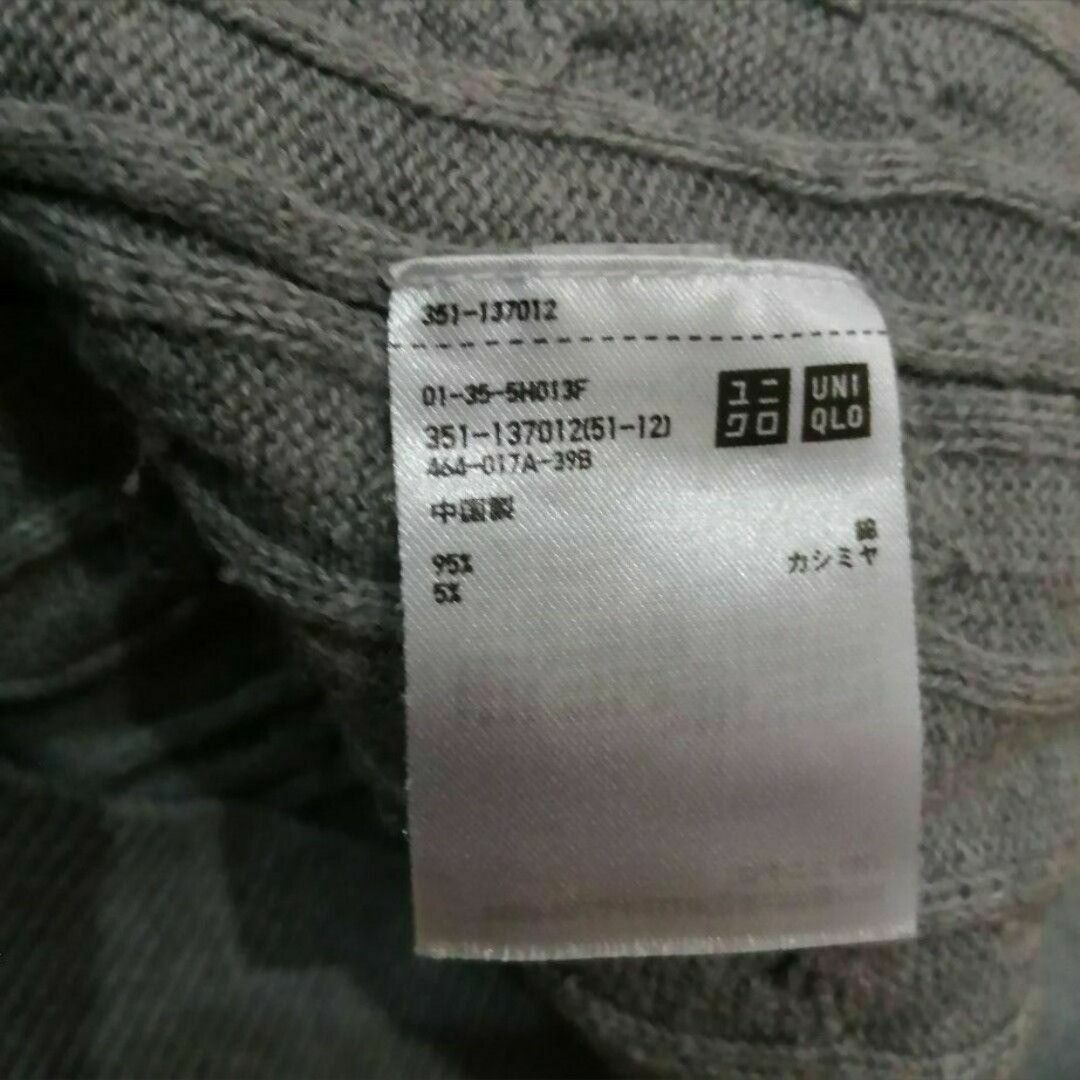 351-137012
01-35-5H013F
ユニ
クロ
UNI
QLO
351-137012(51-12)
464-017A-39B
中国製
95% 綿
5% カシミヤ